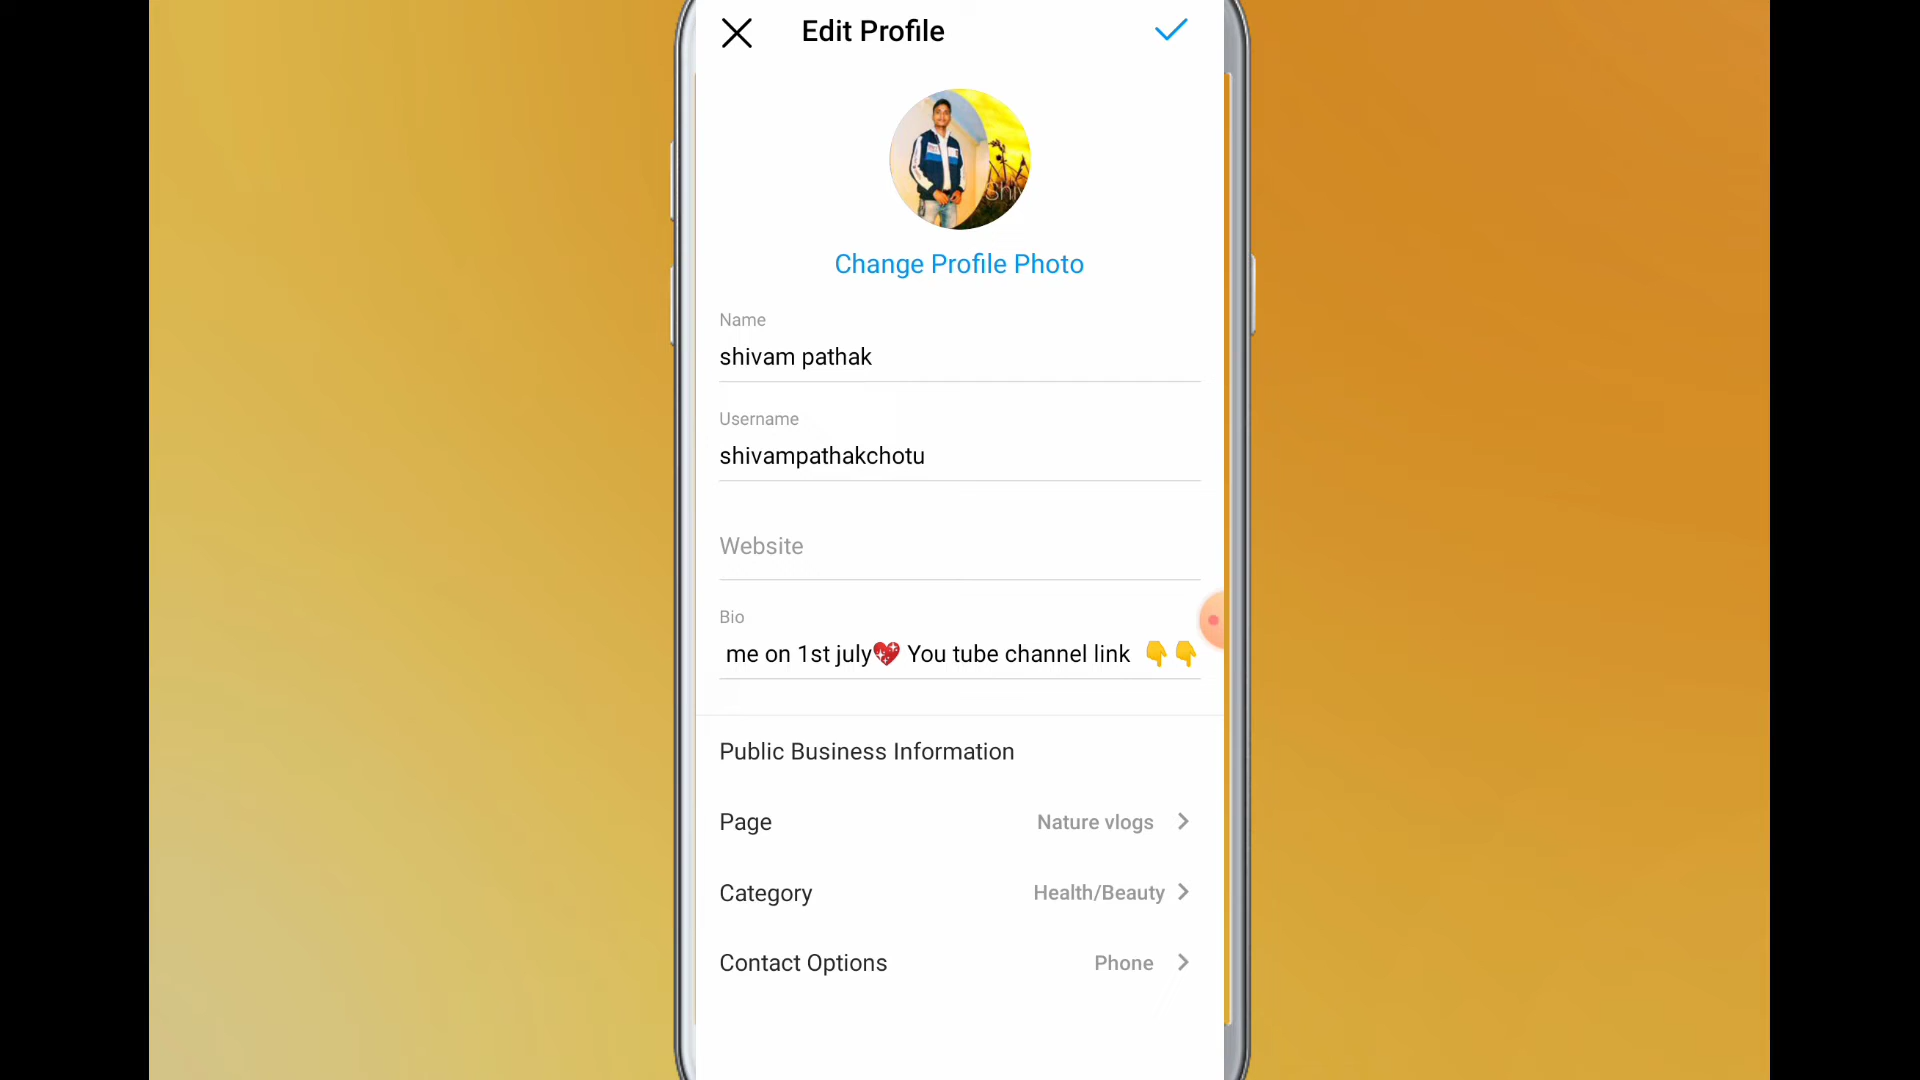 Edit Profile
Shiv
Change Profile Photo
Name
shivam pathak
Username
shivampathakchotu
Website
Bio
me on 1st july💖 You tube channel link 👇👇
Public Business Information
Page Nature vlogs
Category Health/Beauty
Contact Options Phone